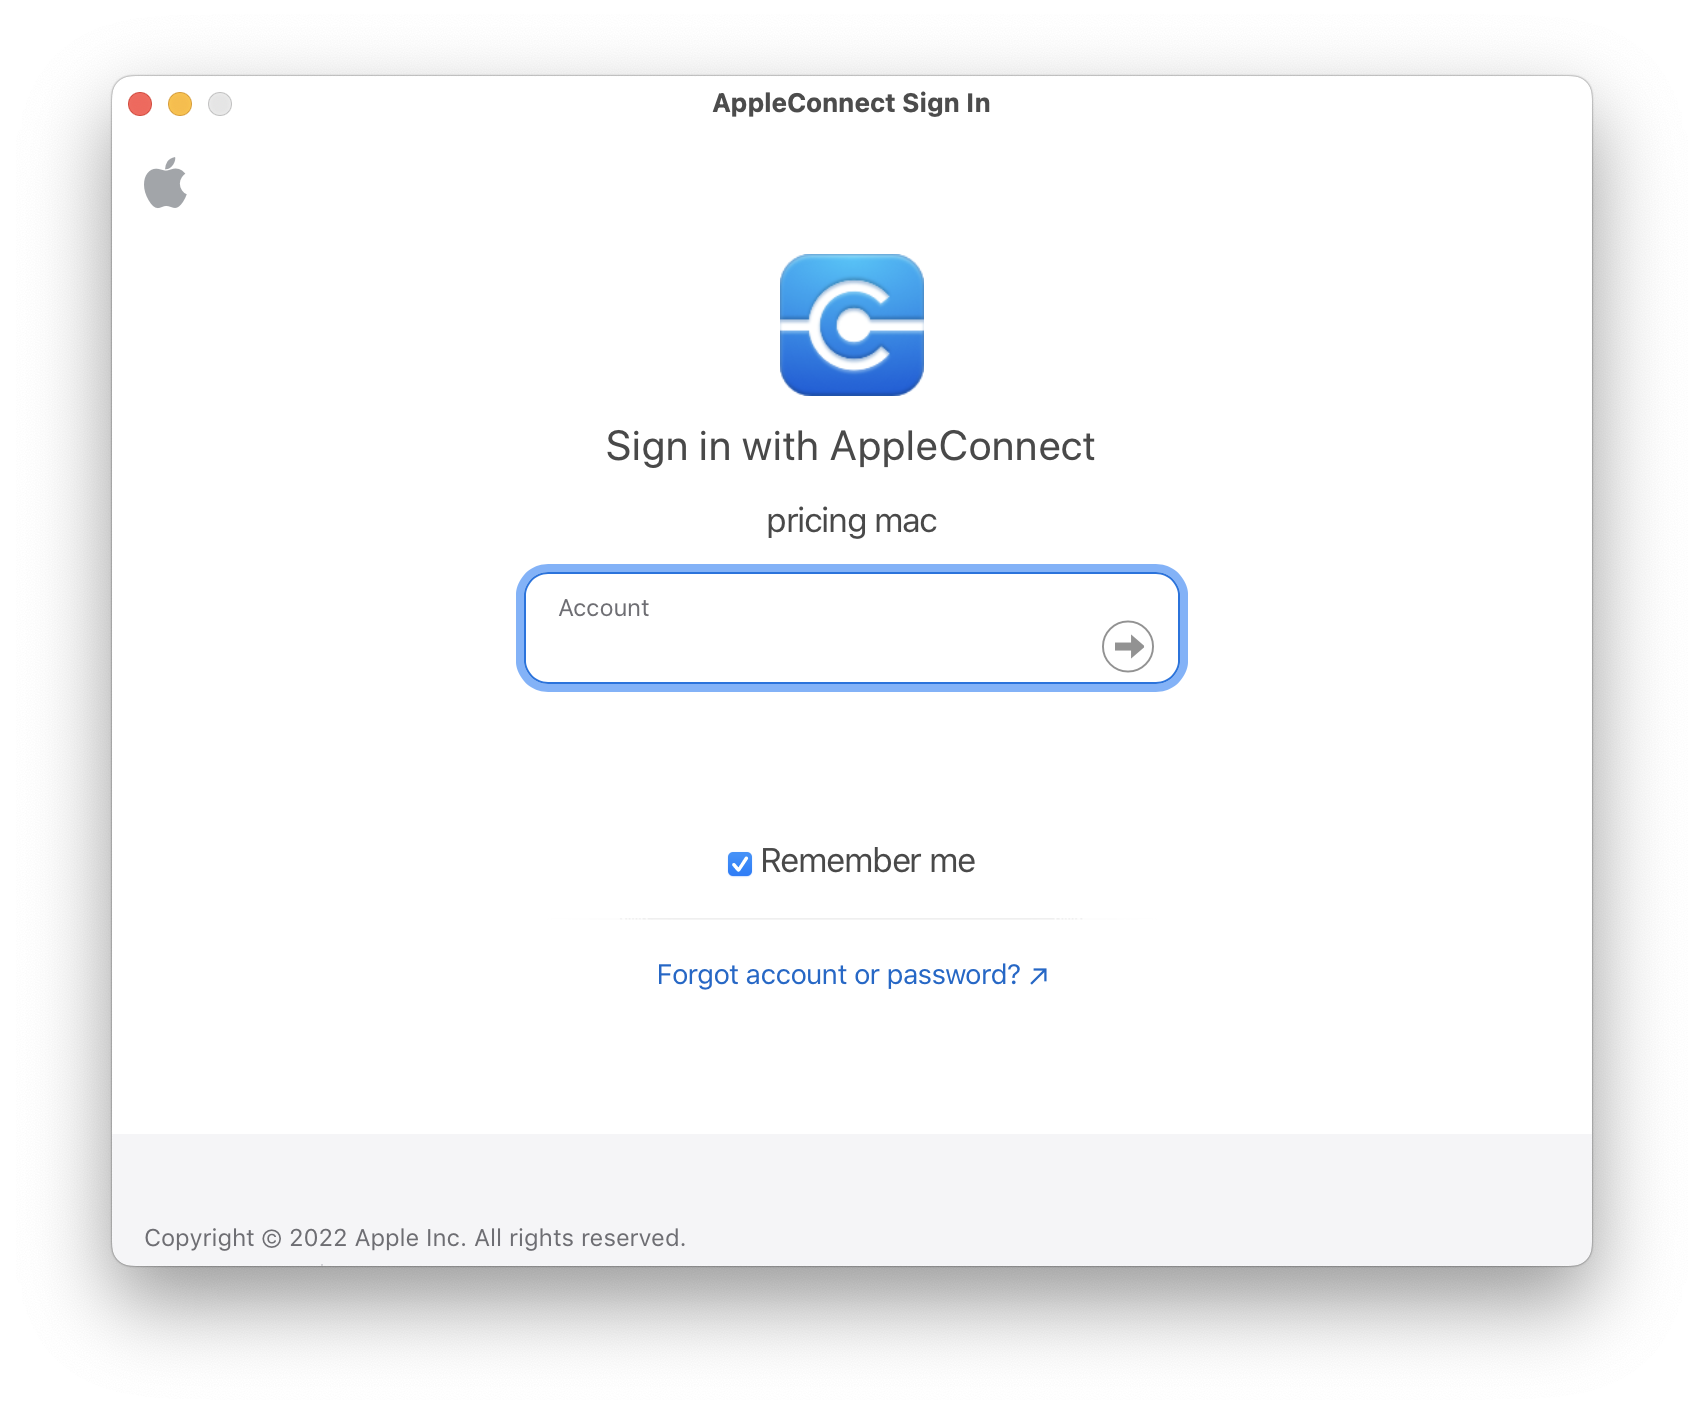 AppleConnect Sign In
Sign in with AppleConnect
pricing mac
Account
Remember me
Forgot account or password? ↗
Copyright © 2022 Apple Inc. All rights reserved.